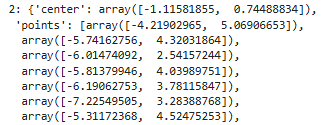 2: {'center': array([-1.11581855, 0.74488834]),
'points': [array([-4.21902965, 5.06906653]),
array([-5.74162756, 4.32031864]),
array([-6.01474092, 2.54157244]),
array([-5.81379946, 4.03989751]),
array([-6.19062753, 3.78115847]),
array([-7.22549505, 3.28388768]),
array([-5.31172368, 4.52475253]),